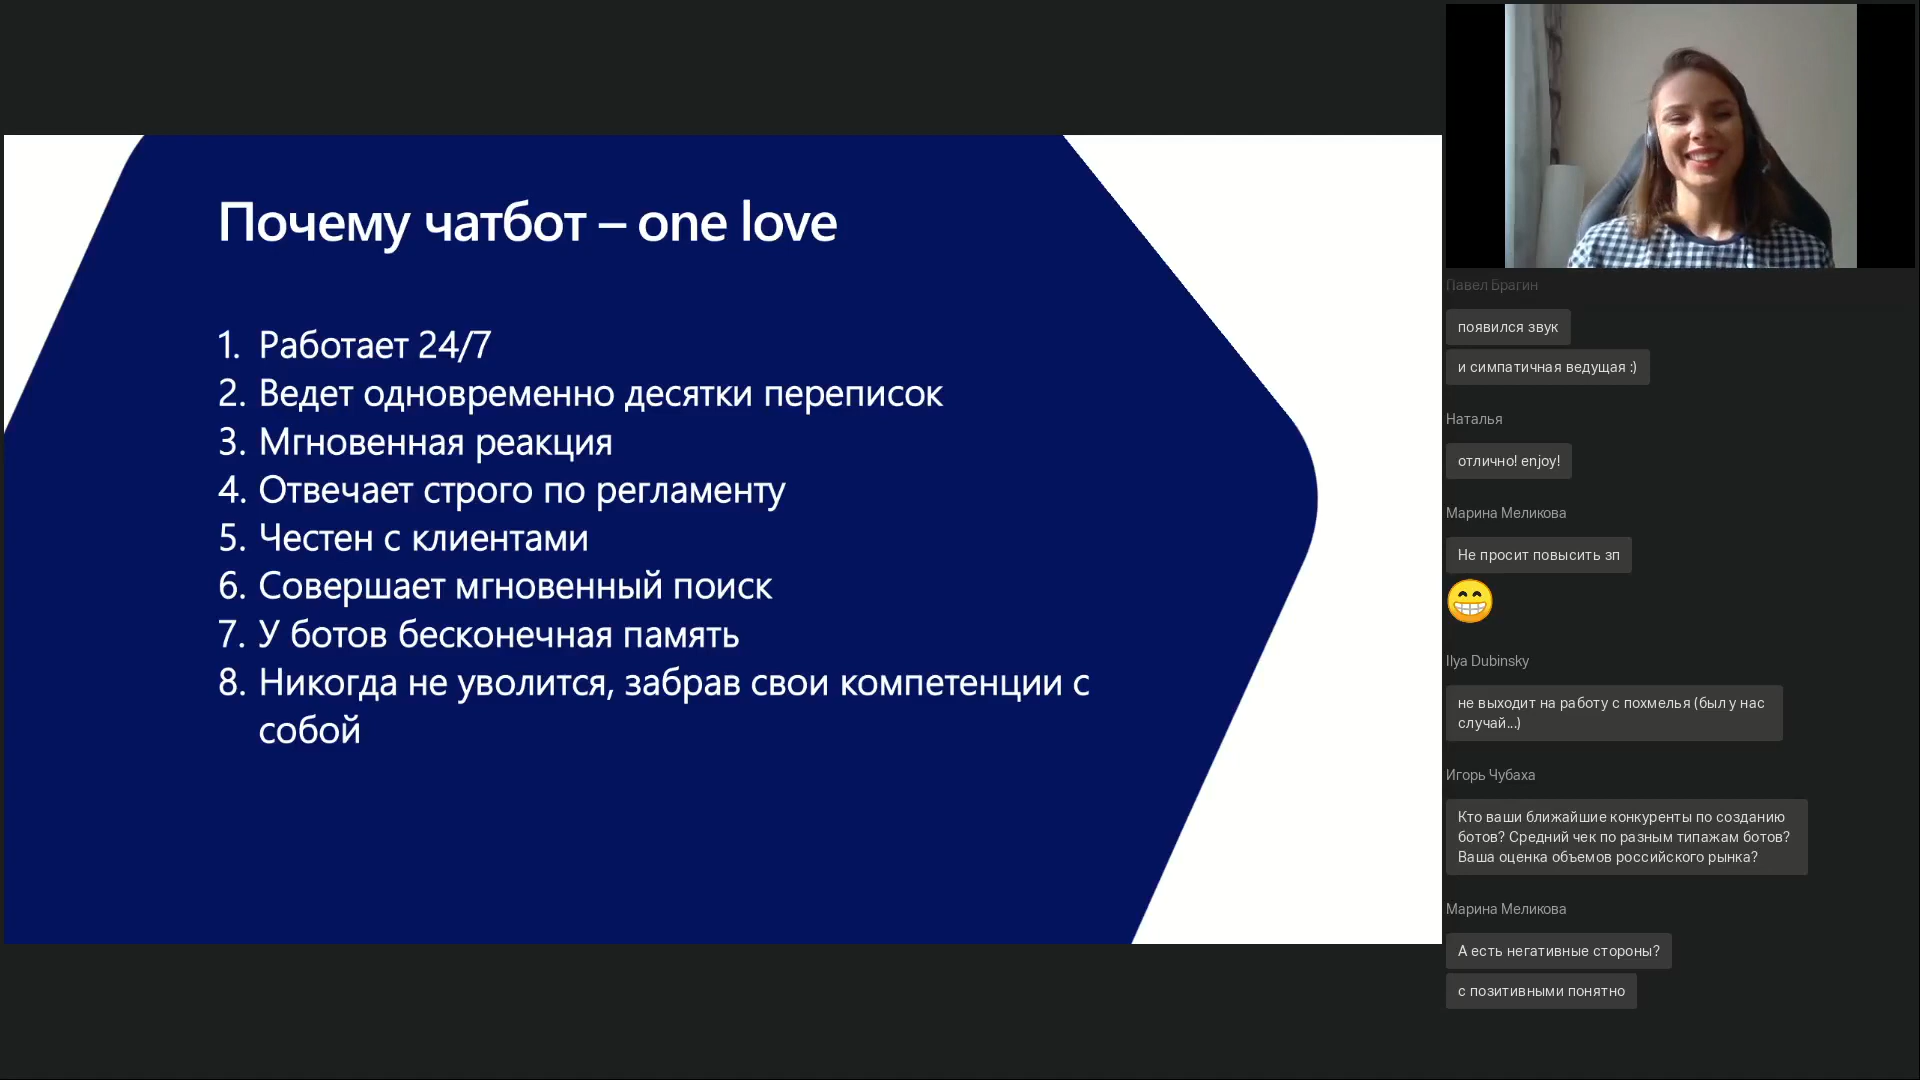 Почему чатбот – one love
1. Работает 24/7
2. Ведет одновременно десятки переписок
3. Мгновенная реакция
4. Отвечает строго по регламенту
5. Честен с клиентами
6. Совершает мгновенный поиск
7. У ботов бесконечная память
8. Никогда не уволится, забрав свои компетенции с
собой
Павел Брагин
появился звук
и симпатичная ведущая :)
Наталья
отлично! enjoy!
Марина Меликова
Не просит повысить зп
Ilya Dubinsky
не выходит на работу с похмелья (был у нас
случай...)
Игорь Чубаха
Кто ваши ближайшие конкуренты по созданию
ботов? Средний чек по разным типажам ботов?
Ваша оценка объемов российского рынка?
Марина Меликова
А есть негативные стороны?
с позитивными понятно